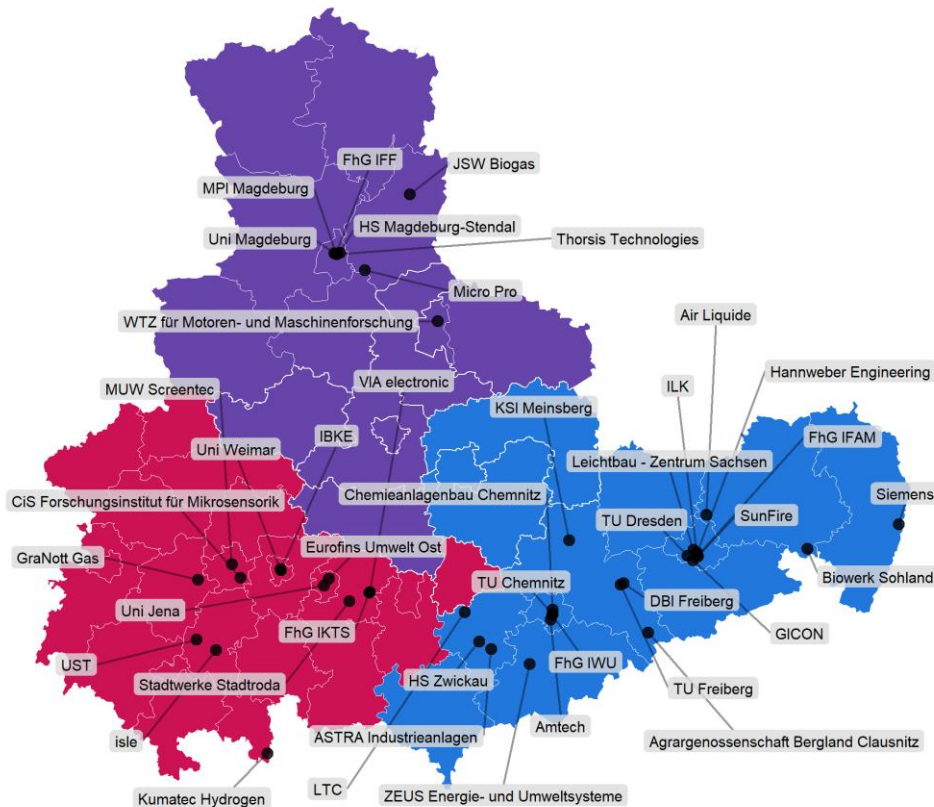 FhG IFF
JSW Biogas
MPI Magdeburg
HS Magdeburg-Stendal
Uni Magdeburg
Thorsis Technologies
Micro Pro
WTZ für Motoren- und Maschinenforschung
Air Liquide
VIA electronic
Hannweber Engineering
MUW Screentec
ILK
KSI Meinsberg
FhG IFAM
IBKE
Uni Weimar
Leichtbau - Zentrum Sachsen
Siemens
CiS Forschungsinstitut für Mikrosensorik
Chemieanlagenbau Chemnitz
SunFire
TU Dresden
Eurofins Umwelt Ost
GraNott Gas
TU Chemnitz
Biowerk Sohland
DBI Freiberg
Uni Jena
FhG IKTS
GICON
UST
Stadtwerke Stadtroda
HS Zwickau
FhG IWU
TU Freiberg
isle
ASTRA Industrieanlagen
Amtech
Agrargenossenschaft Bergland Clausnitz
Kumatec Hydrogen
LTC
ZEUS Energie- und Umweltsysteme